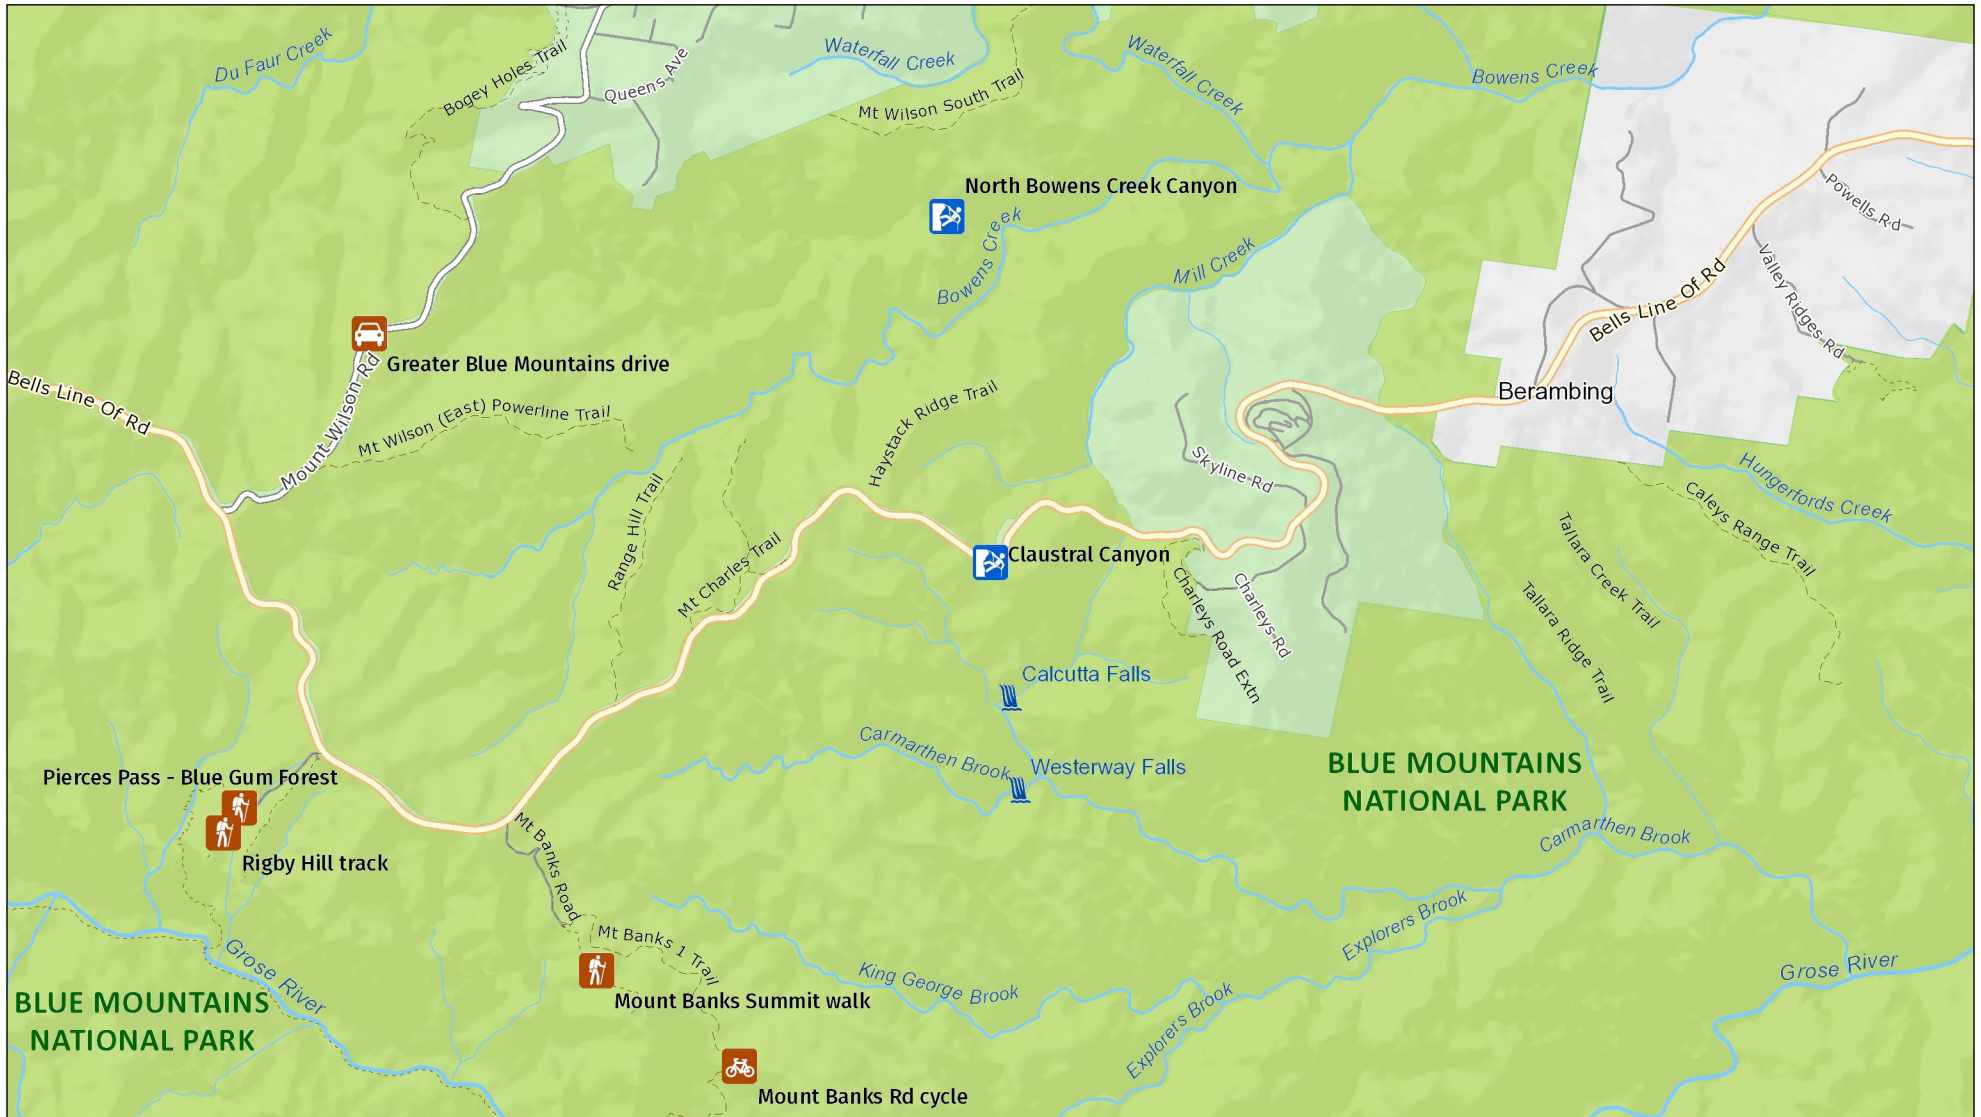 Du Faur Creek
Bogey Holes Trail
Queens Ave
Waterfall Creek
Mt Wilson South Trail
Waterfall Creek
Bowens Creek
North Bowens Creek Canyon
Bowens Creek
Mill Creek
Powells Rd
Valley Ridges Rd
Bells Line Of Rd
Greater Blue Mountains drive
Bells Line Of Rd
Mount Wilson Rd
Mt Wilson (East) Powerline Trail
Haystack Ridge Trail
Berambing
Skyline Rd
Hungerfords Creek
Caleys Range Trail
Range Hill Trail
Mt Charles Trail
Claustral Canyon
Charleys Road Extn
Charleys Rd
Tallara Creek Trail
Tallara Ridge Trail
Calcutta Falls
Carmarthen Brook
Westerway Falls
BLUE MOUNTAINS
NATIONAL PARK
Pierces Pass - Blue Gum Forest
Rigby Hill track
Mt Banks Road
Carmarthen Brook
Explorers Brook
Grose River
Mt Banks 1 Trail
Grose River
King George Brook
BLUE MOUNTAINS
NATIONAL PARK
Mount Banks Summit walk
Explorers Brook
Mount Banks Rd cycle